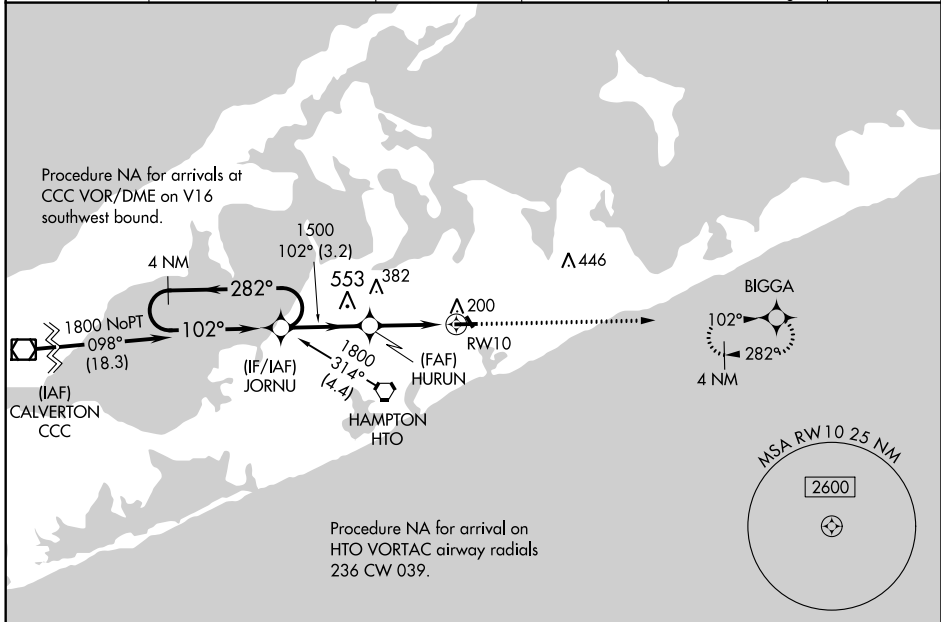 Procedure NA for arrivals at
CCC VOR/DME on V16
southwest bound.
1500
102° (3.2)
4 NM
282°
102°
553
382
446
200
RW10
1800 NoPT
098°
(18.3)
(IAF)
CALVERTON
CCC
(IF/IAF)
JORNU
1800
314°
(4.4)
(FAF)
HURUN
HAMPTON
HTO
BIGGA
102°
282°
4 NM
MSA RW10 25 NM
2600
Procedure NA for arrival on
HTO VORTAC airway radials
236 CW 039.